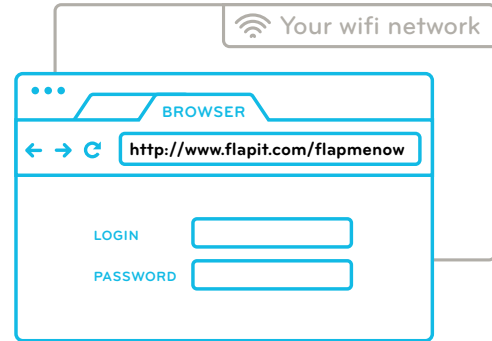 Your wifi network
BROWSER
http://www.flapit.com/flapmenow
LOGIN
PASSWORD